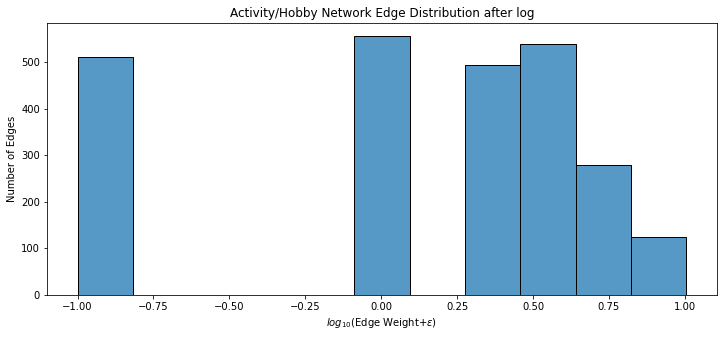 Activity/Hobby Network Edge Distribution after log
Number of Edges
500
400
300
200
100
0
−1.00 −0.75 −0.50 −0.25 0.00 0.25 0.50 0.75 1.00
log₁₀(Edge Weight+ε)